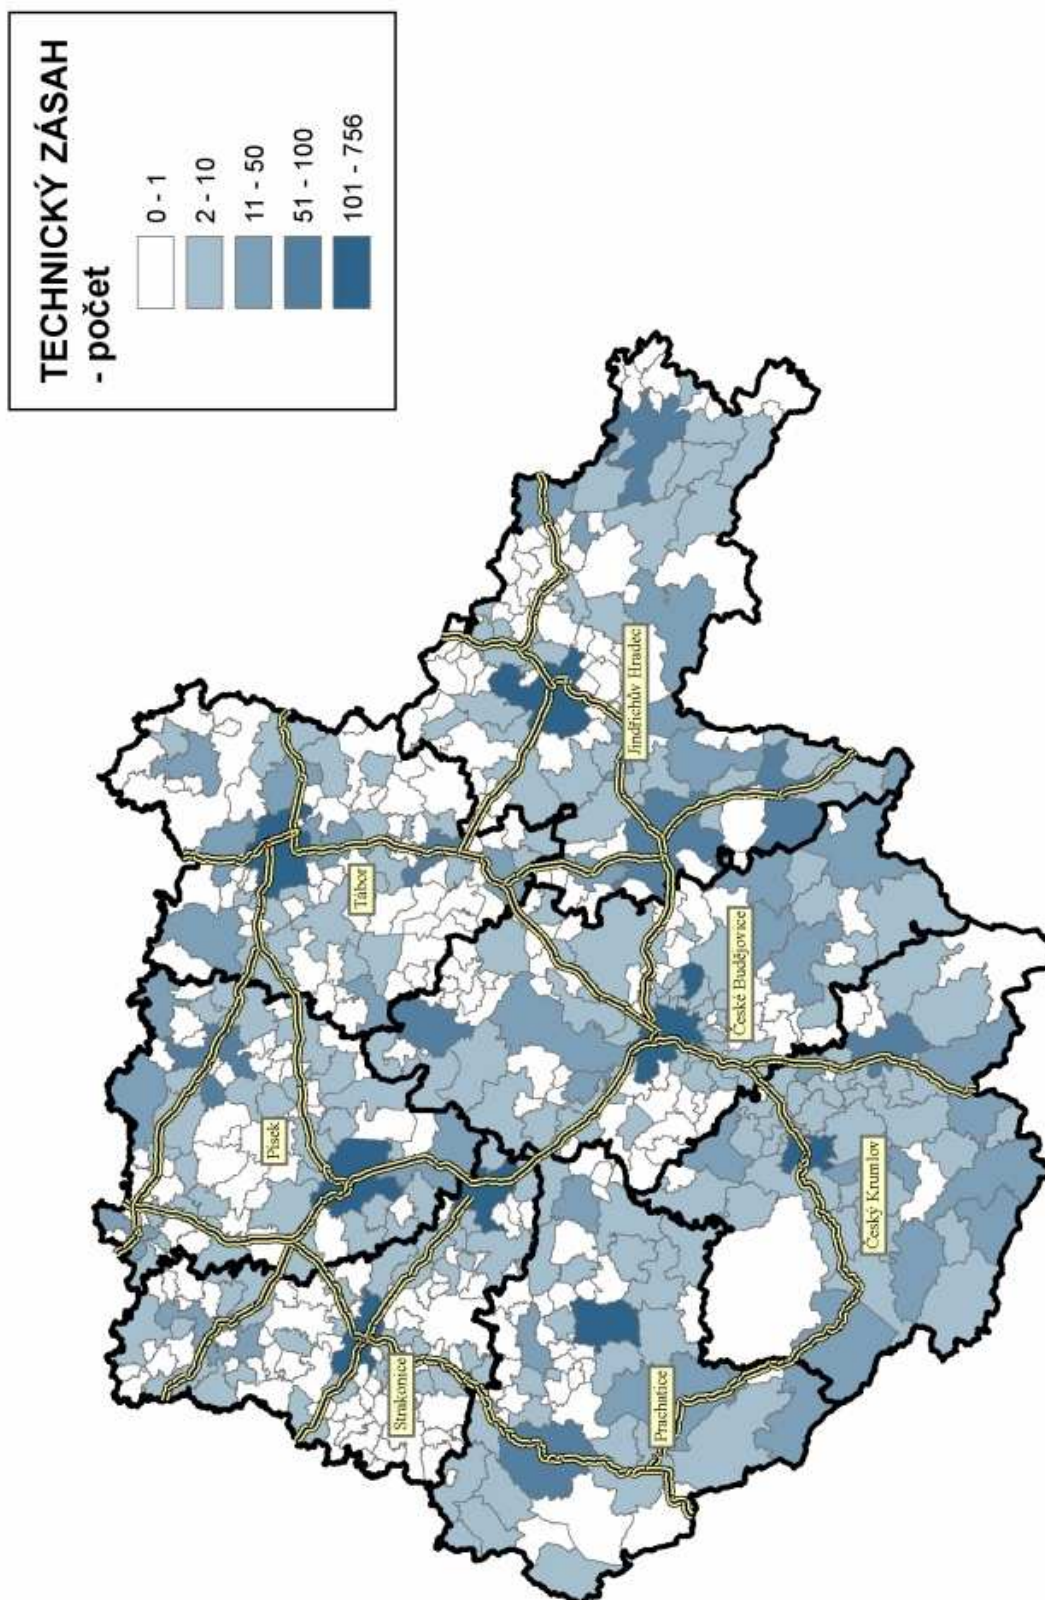 TECHNICKÝ ZÁSAH
- počet
0 - 1
2 - 10
11 - 50
51 - 100
101 - 756
Písek
Tábor
Strakonice
Jindřichův Hradec
Prachatice
České Budějovice
Český Krumlov